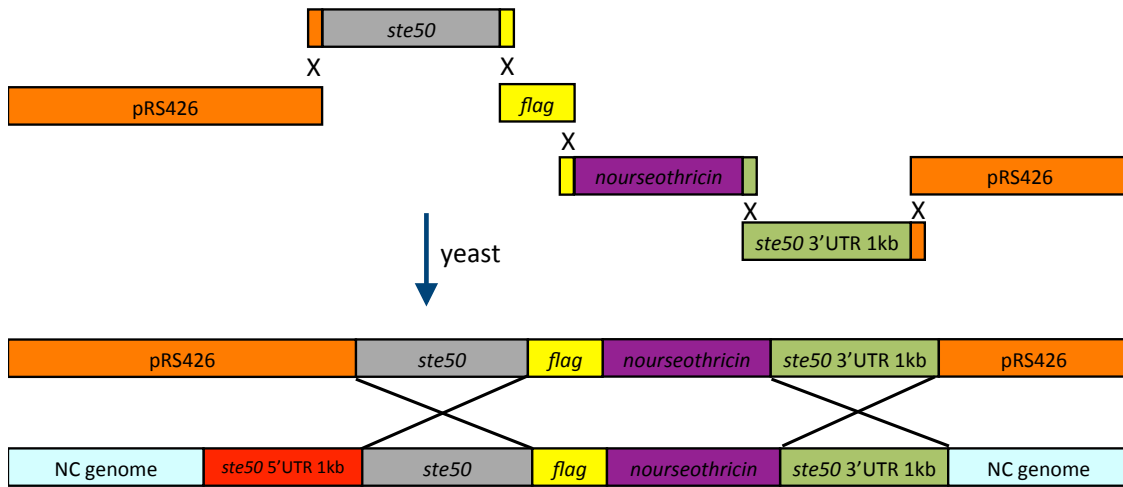 ste50
X X
pRS426
flag
X
nourseothricin
pRS426
X X
ste50 3'UTR 1kb
yeast
pRS426 ste50 flag nourseothricin ste50 3'UTR 1kb pRS426
NC genome ste50 5'UTR 1kb ste50 flag nourseothricin ste50 3'UTR 1kb NC genome